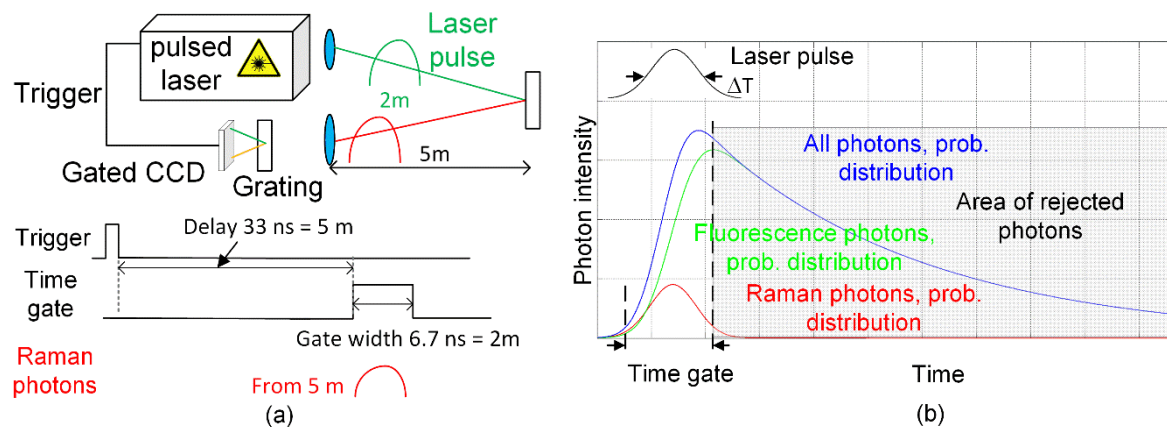 pulsed
laser
Laser
pulse
Trigger
2m
5m
Gated CCD
Grating
Delay 33 ns = 5 m
Trigger
Time
gate
Gate width 6.7 ns = 2m
Raman
photons
From 5 m
(a)
Laser pulse
ΔT
All photons, prob.
distribution
Area of rejected
photons
Fluorescence photons,
prob. distribution
Raman photons, prob.
distribution
Photon intensity
Time gate
Time
(b)